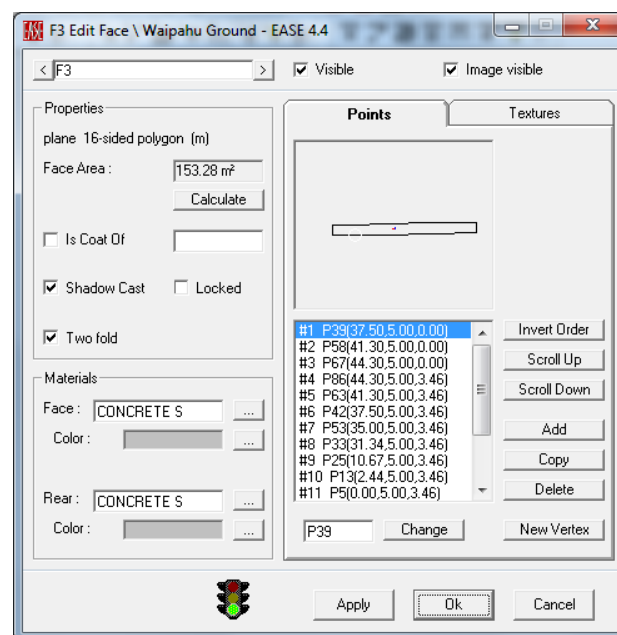 EASE F3 Edit Face \ Waipahu Ground - EASE 4.4
< F3 > Visible Image visible
Properties
plane 16-sided polygon (m)
Face Area : 153.28 m²
Calculate
Is Coat Of
Shadow Cast Locked
Two fold
Materials
Face : CONCRETE S ...
Color : ...
Rear : CONCRETE S ...
Color : ...
Points Textures
#1 P39(37.50,5.00,0.00)
#2 P58(41.30,5.00,0.00)
#3 P67(44.30,5.00,0.00)
#4 P86(44.30,5.00,3.46)
#5 P63(41.30,5.00,3.46)
#6 P42(37.50,5.00,3.46)
#7 P53(35.00,5.00,3.46)
#8 P33(31.34,5.00,3.46)
#9 P25(10.67,5.00,3.46)
#10 P13(2.44,5.00,3.46)
#11 P5(0.00,5.00,3.46)
Invert Order
Scroll Up
Scroll Down
Add
Copy
Delete
P39 Change New Vertex
Apply Ok Cancel